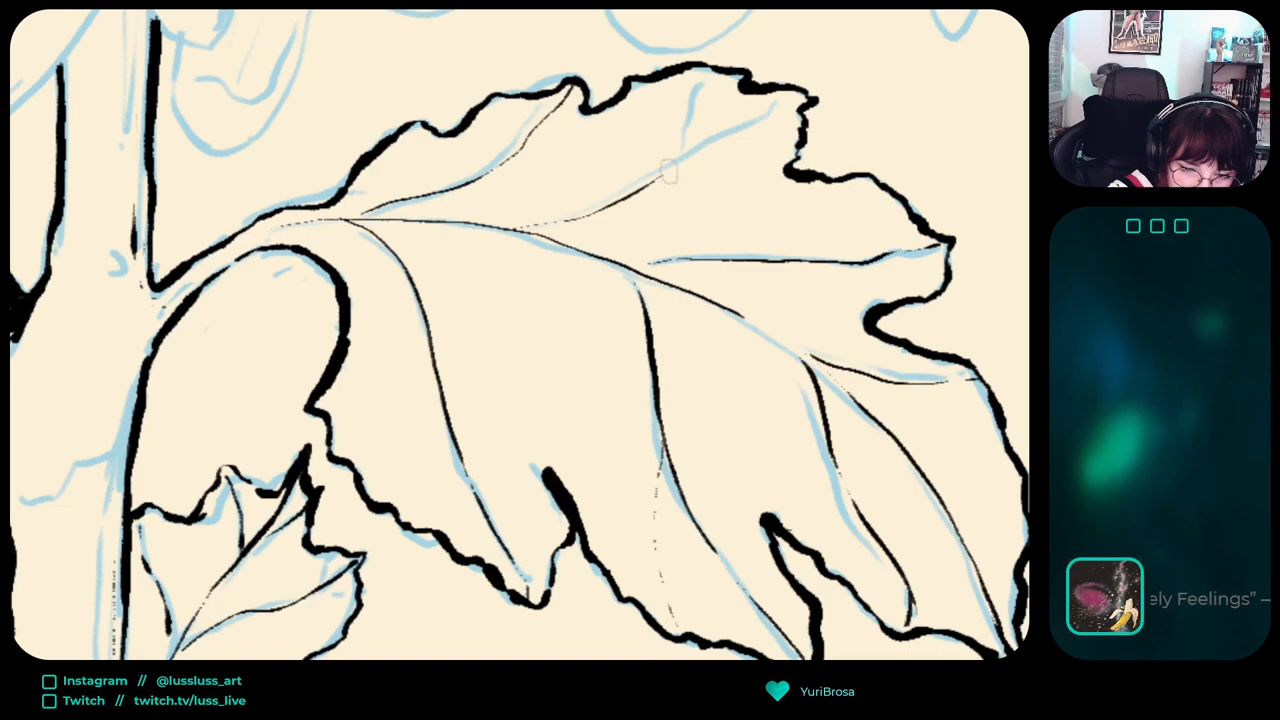 ely Feelings” –
Instagram // @lussluss_art
Twitch // twitch.tv/luss_live
YuriBrosa